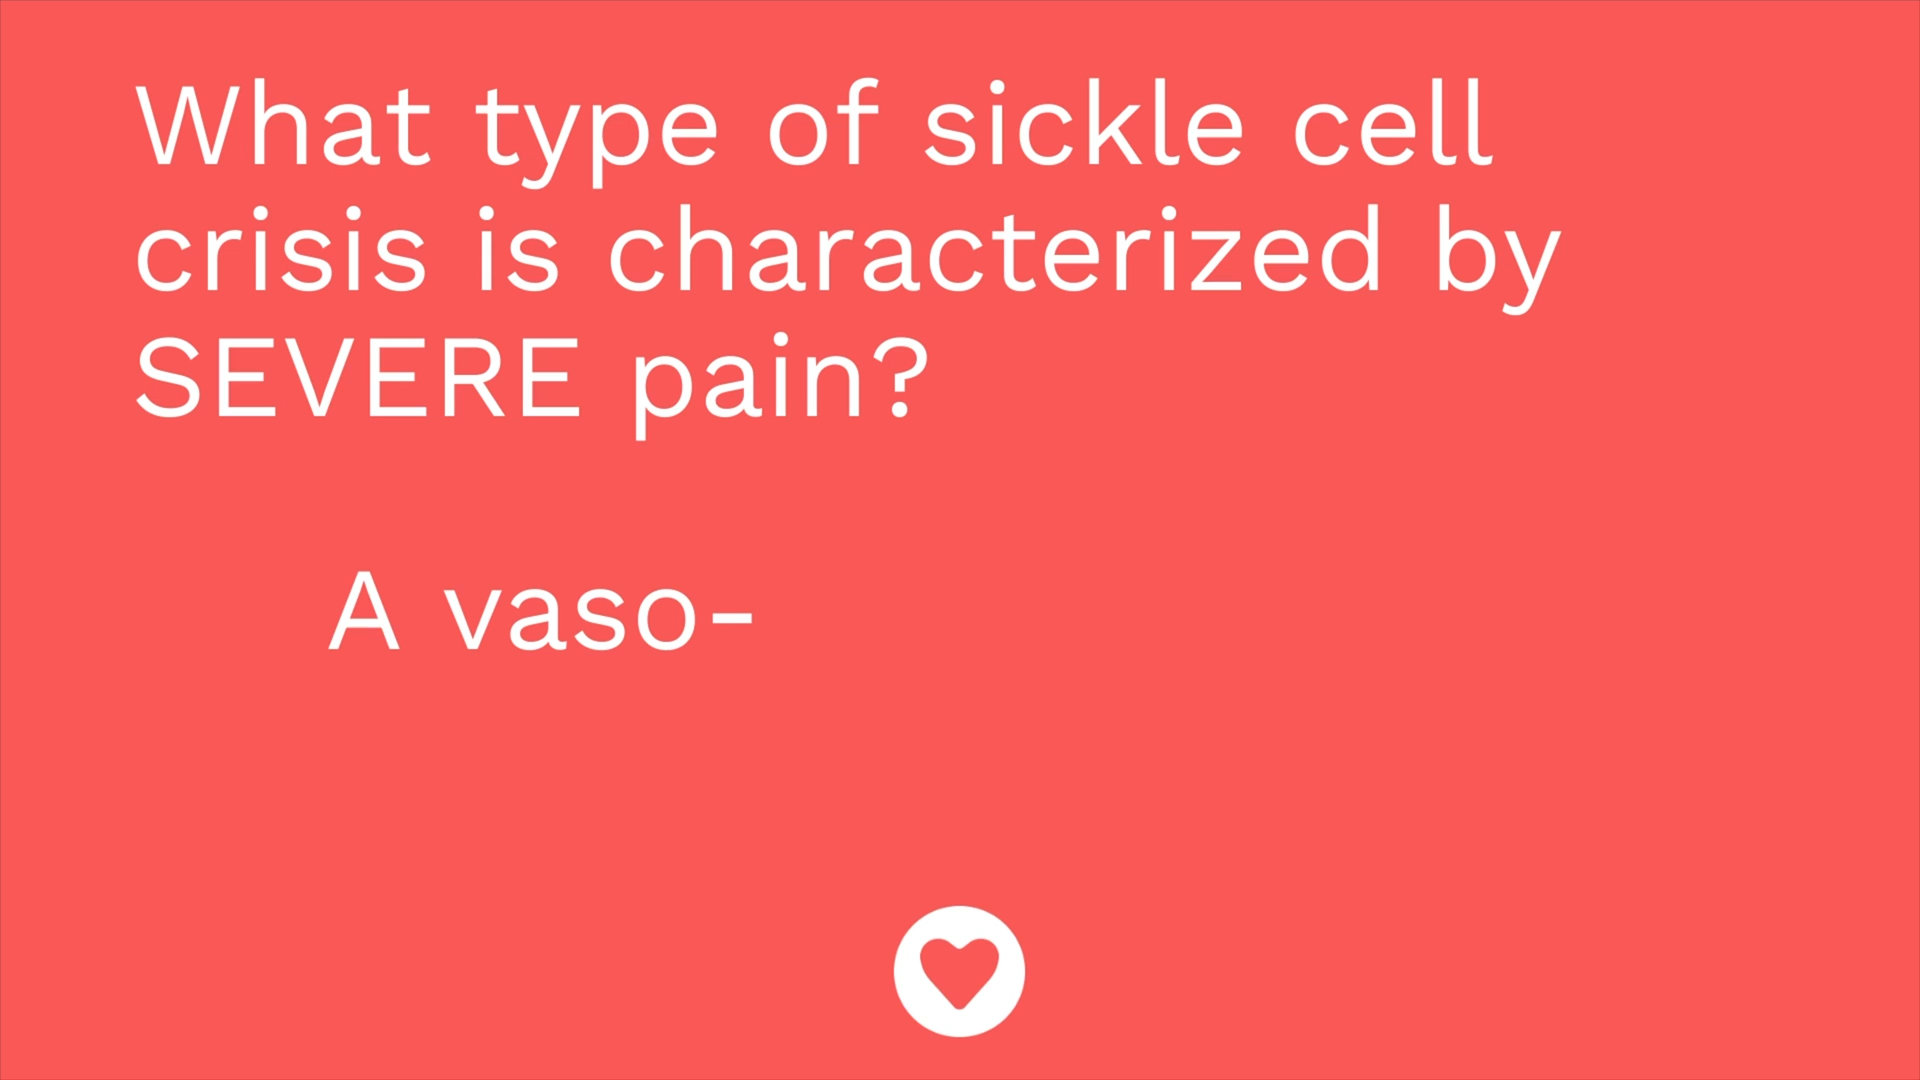 What type of sickle cell
crisis is characterized by
SEVERE pain?
A vaso-